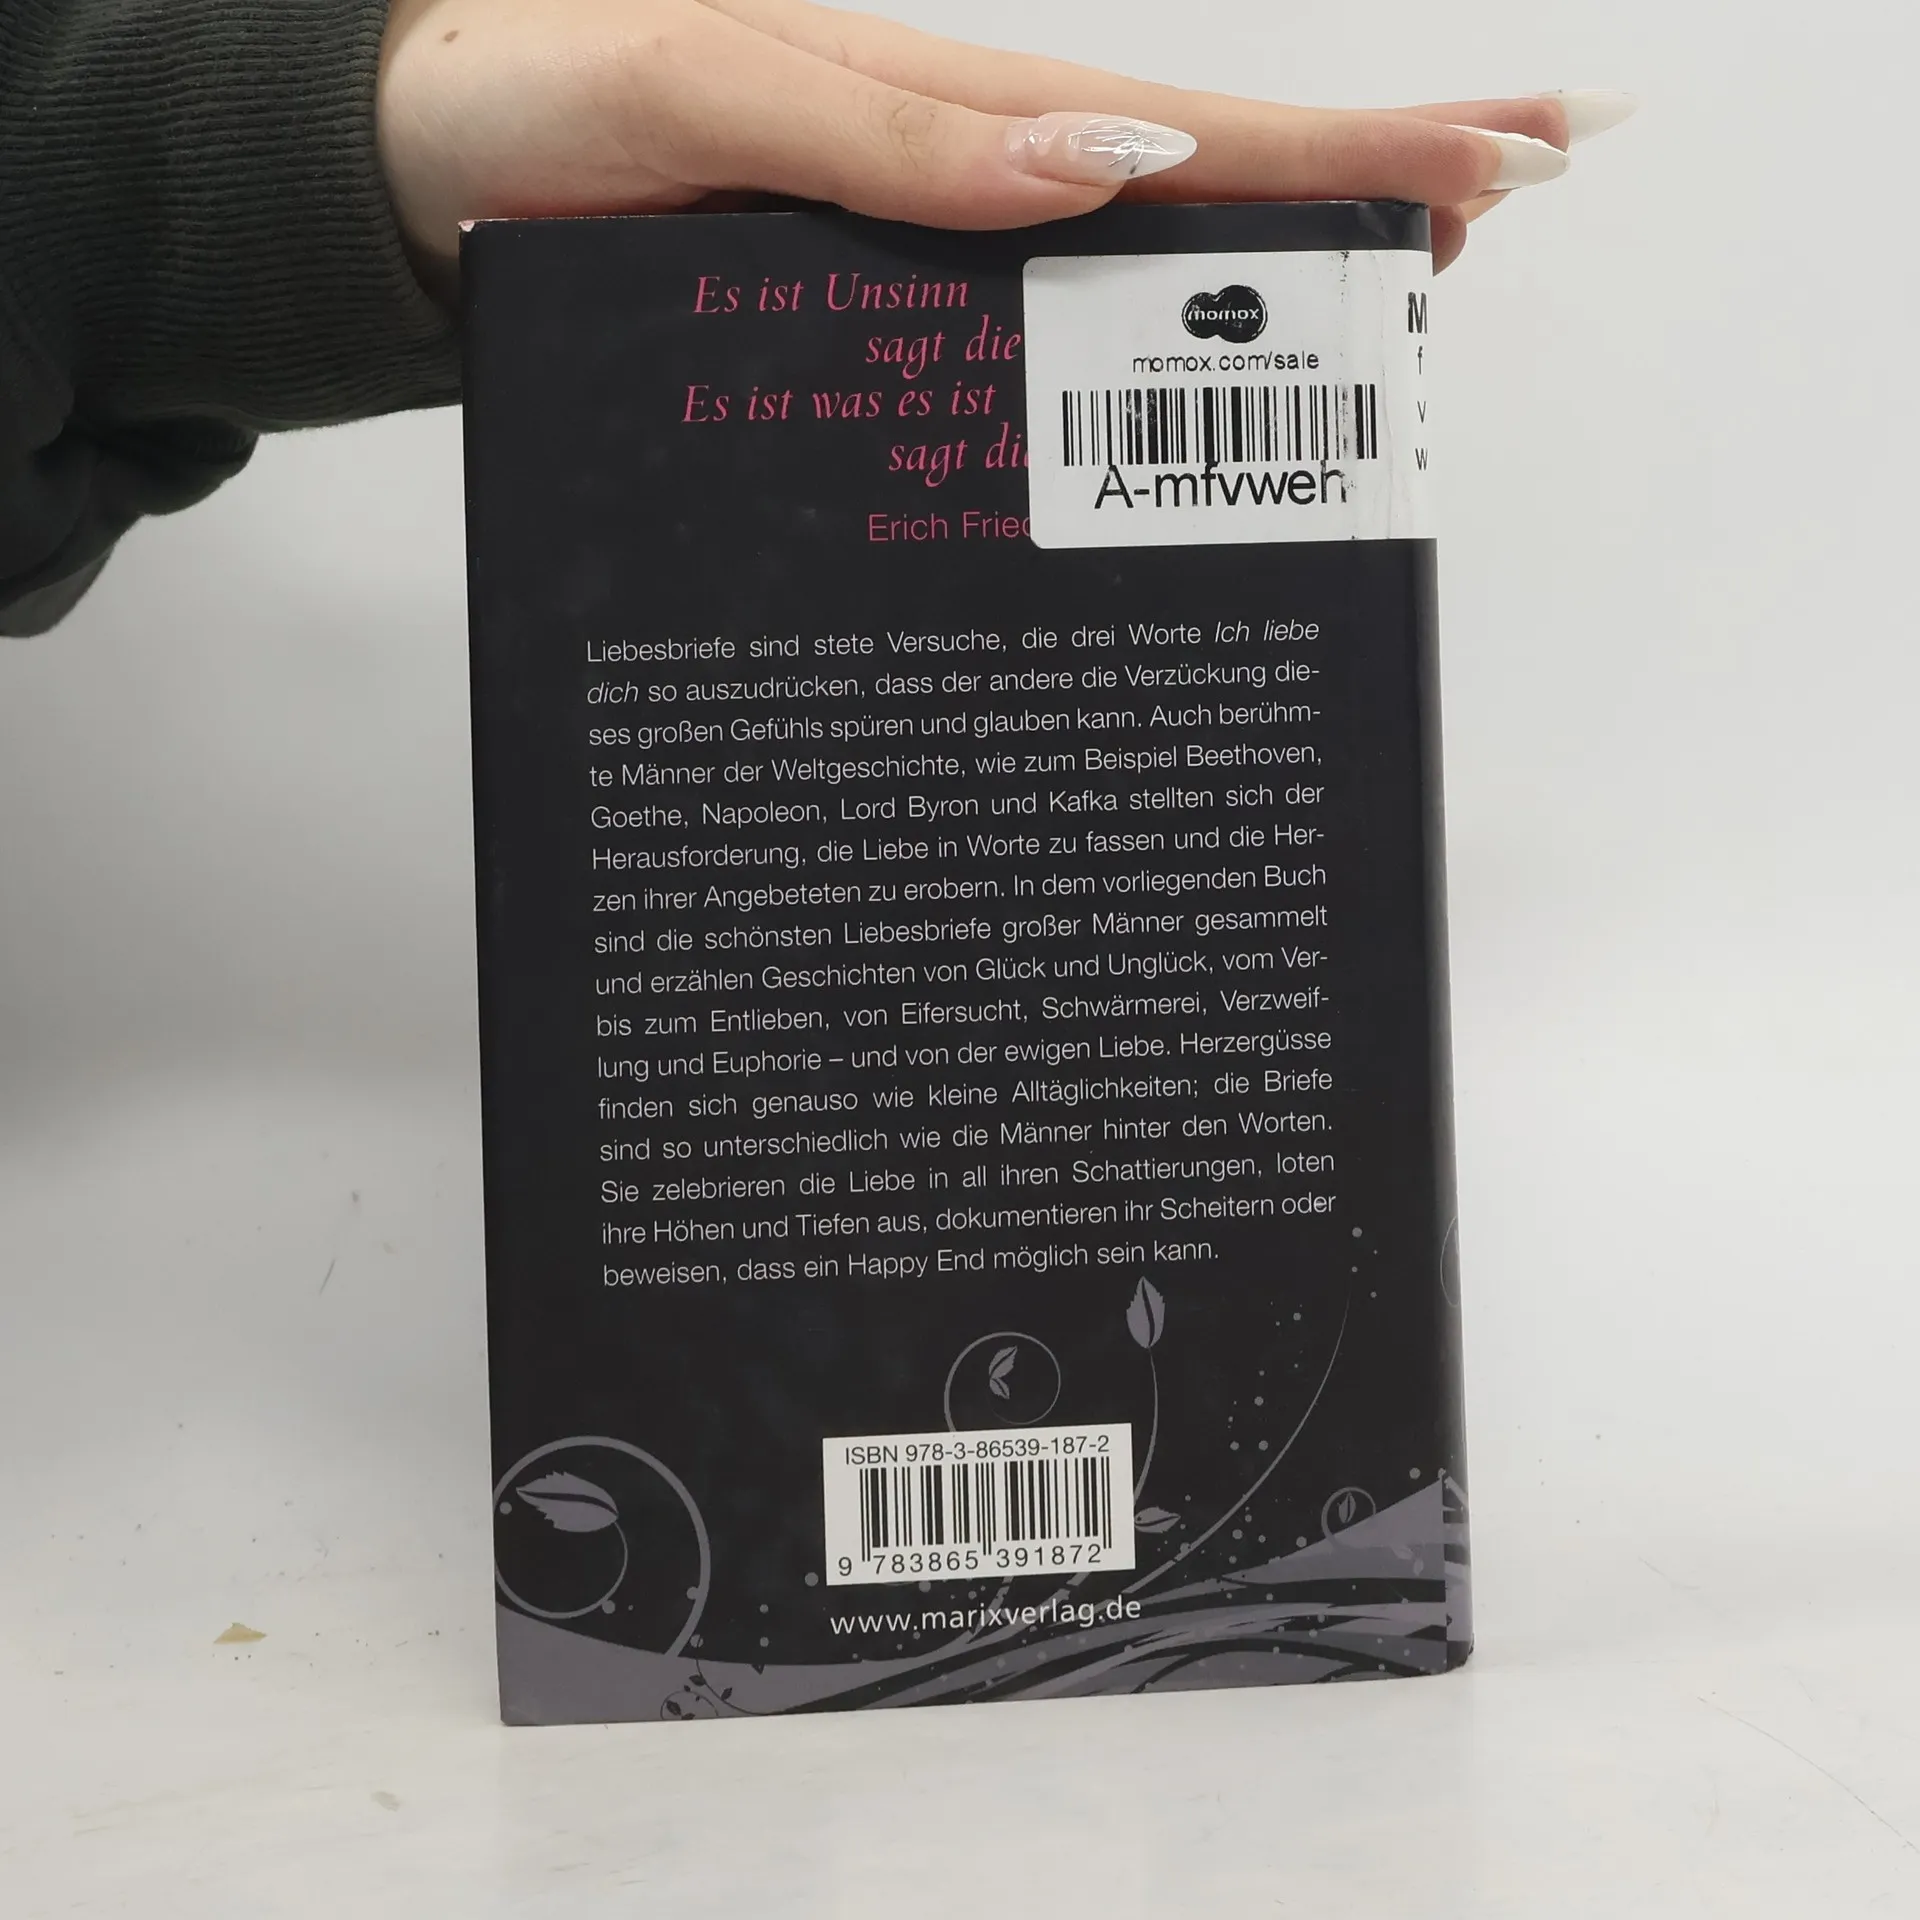 Es ist Unsinn
sagt die
Es ist was es ist
sagt die
Erich Fried
momox
momox.com/sale
A-mfvweh
M
f
v
w
Liebesbriefe sind stete Versuche, die drei Worte Ich liebe
dich so auszudrücken, dass der andere die Verzückung die-
ses großen Gefühls spüren und glauben kann. Auch berühm-
te Männer der Weltgeschichte, wie zum Beispiel Beethoven,
Goethe, Napoleon, Lord Byron und Kafka stellten sich der
Herausforderung, die Liebe in Worte zu fassen und die Her-
zen ihrer Angebeteten zu erobern. In dem vorliegenden Buch
sind die schönsten Liebesbriefe großer Männer gesammelt
und erzählen Geschichten von Glück und Unglück, vom Ver-
bis zum Entlieben, von Eifersucht, Schwärmerei, Verzweif-
lung und Euphorie – und von der ewigen Liebe. Herzergüsse
finden sich genauso wie kleine Alltäglichkeiten; die Briefe
sind so unterschiedlich wie die Männer hinter den Worten.
Sie zelebrieren die Liebe in all ihren Schattierungen, loten
ihre Höhen und Tiefen aus, dokumentieren ihr Scheitern oder
beweisen, dass ein Happy End möglich sein kann.
ISBN 978-3-86539-187-2
9 783865 391872
www.marixverlag.de